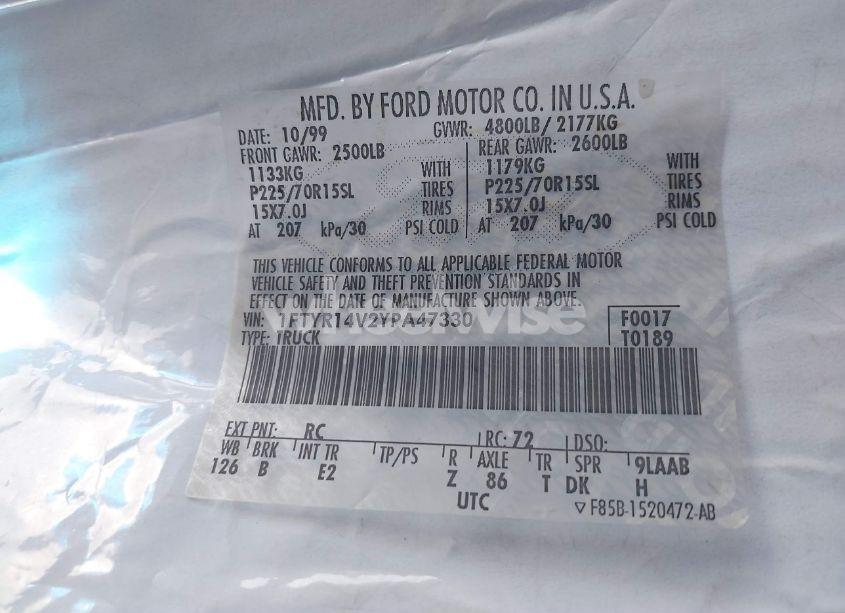 MFD. BY FORD MOTOR CO. IN U.S.A.
DATE: 10/99 GVWR: 4800LB/ 2177KG
FRONT GAWR: 2500LB REAR GAWR: 2600LB
1133KG WITH 1179KG WITH
P225/70R15SL TIRES P225/70R15SL TIRES
15X7.0J RIMS 15X7.0J RIMS
AT 207 kPa/30 PSI COLD AT 207 kPa/30 PSI COLD
THIS VEHICLE CONFORMS TO ALL APPLICABLE FEDERAL MOTOR
VEHICLE SAFETY AND THEFT PREVENTION STANDARDS IN
EFFECT ON THE DATE OF MANUFACTURE SHOWN ABOVE.
VIN: 1FTYR14V2YPA47330 F0017
TYPE: TRUCK T0189
EXT PNT: RC RC: 72 DSO:
WB BRK INT TR TP/PS R AXLE TR SPR 9LAAB
126 B E2 Z 86 T DK H
UTC ▽ F85B-1520472-AB